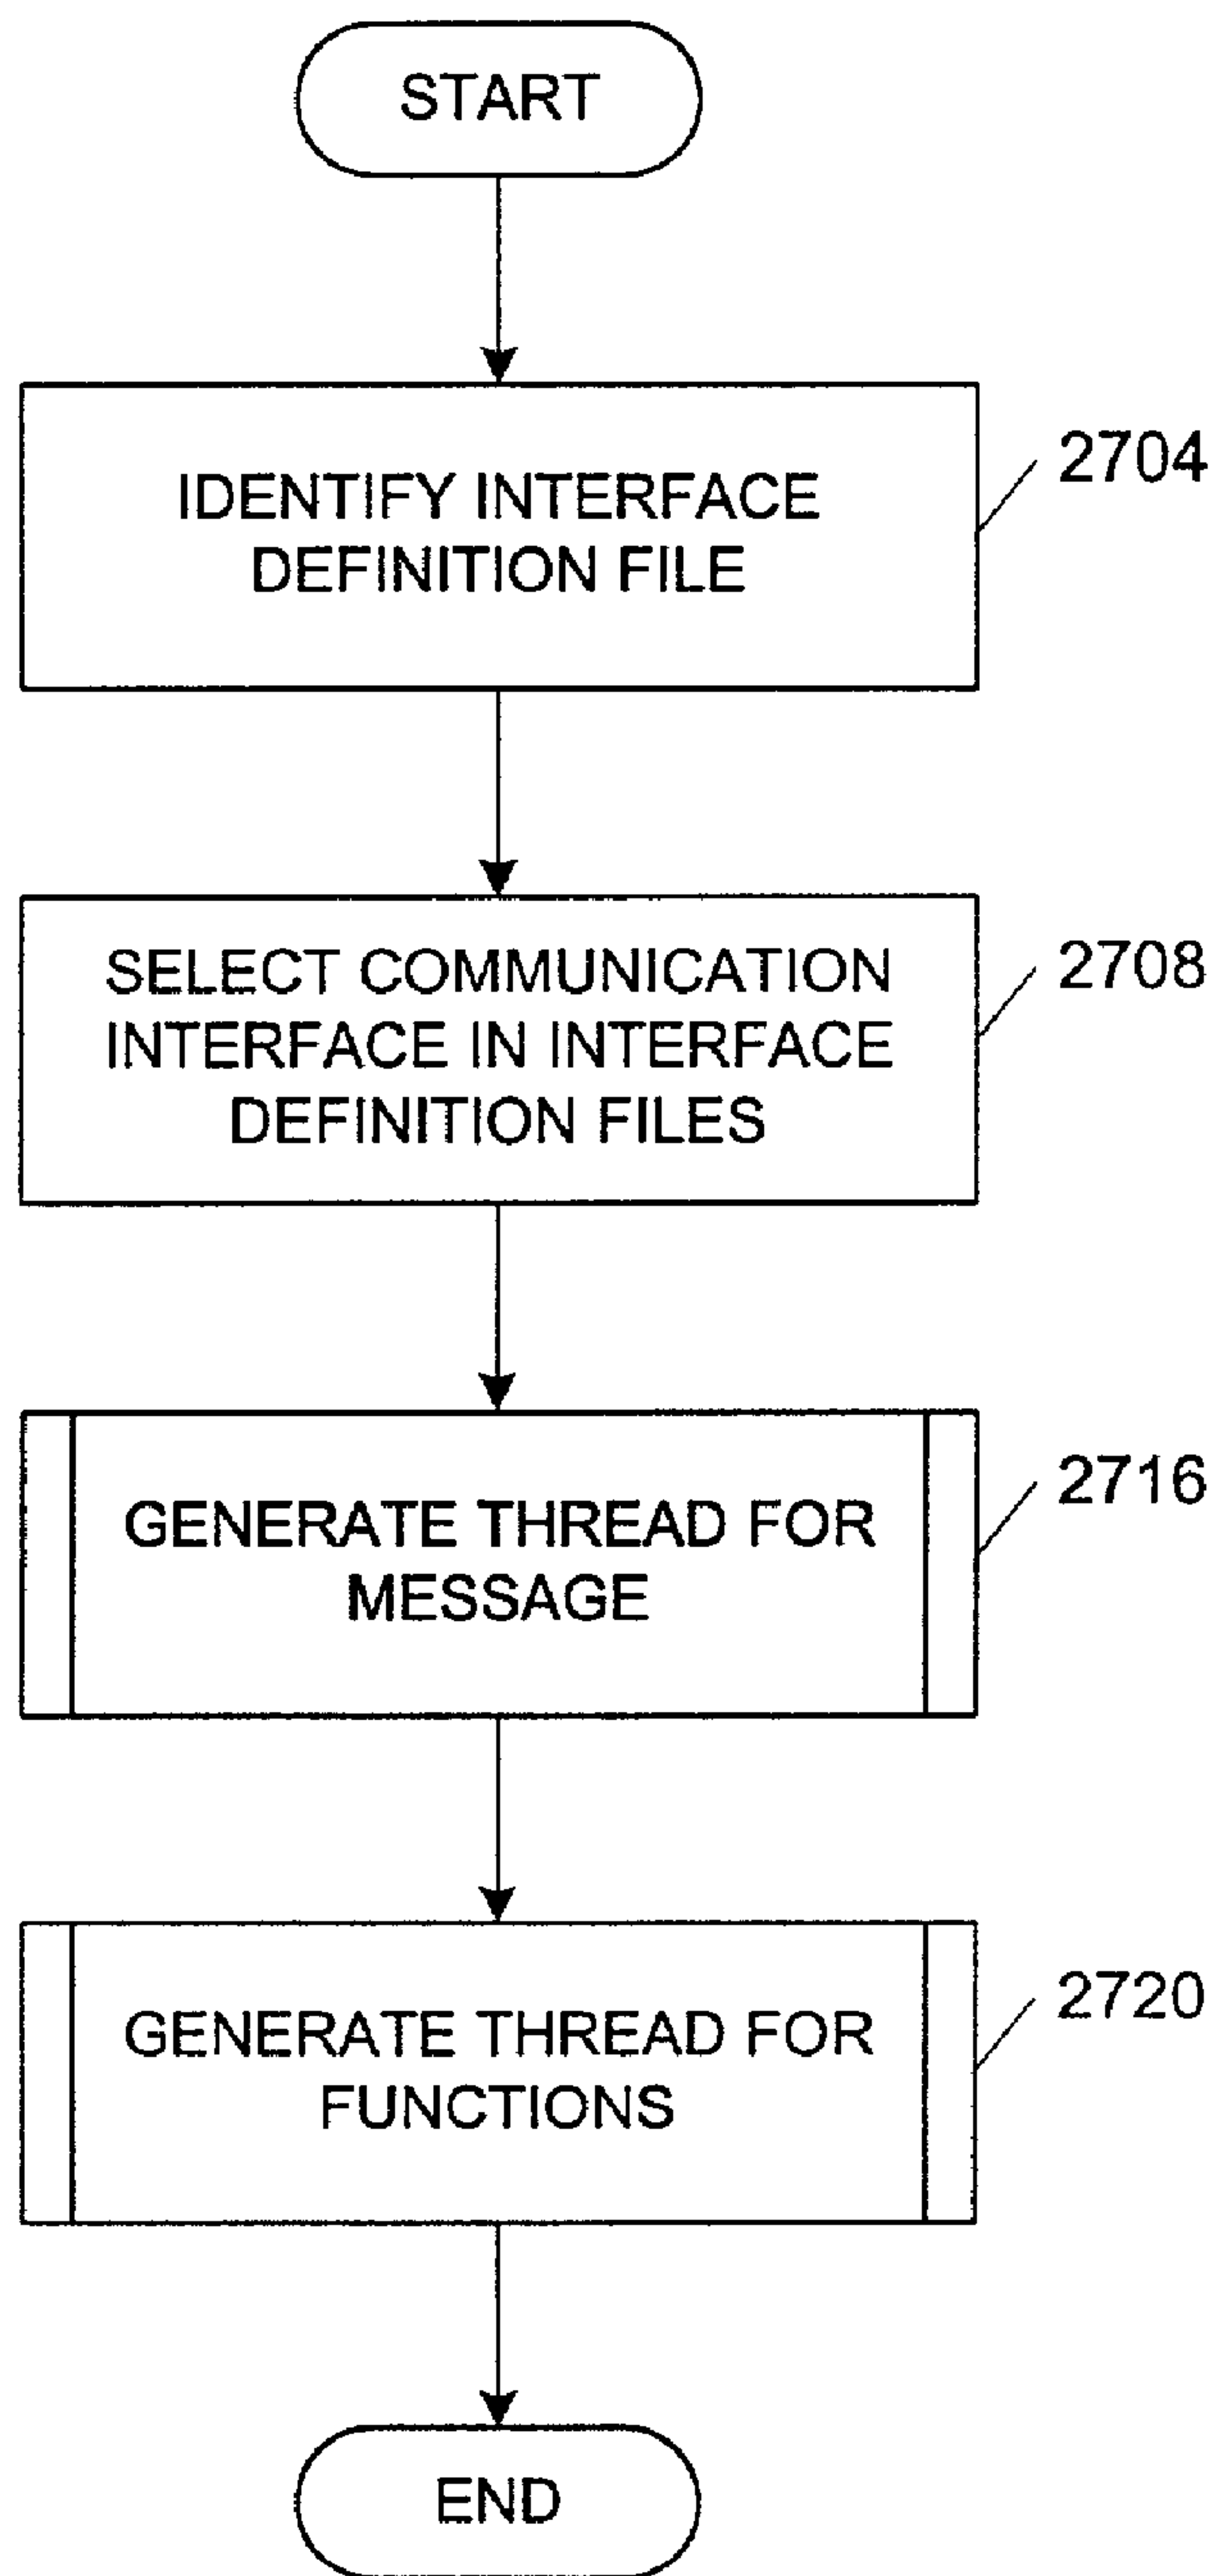 START
IDENTIFY INTERFACE
DEFINITION FILE
2704
SELECT COMMUNICATION
INTERFACE IN INTERFACE
DEFINITION FILES
2708
GENERATE THREAD FOR
MESSAGE
2716
GENERATE THREAD FOR
FUNCTIONS
2720
END